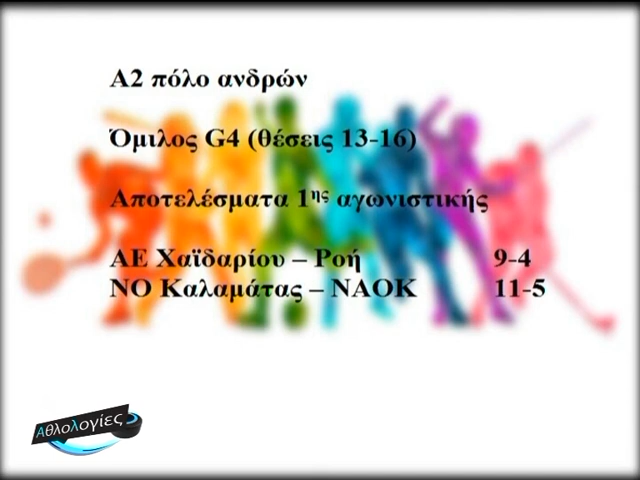 Α2 πόλο ανδρών
Όμιλος G4 (θέσεις 13-16)
Αποτελέσματα 1ης αγωνιστικής
ΑΕ Χαϊδαρίου – Ροή 9-4
ΝΟ Καλαμάτας – ΝΑΟΚ 11-5
Αθλολογίες